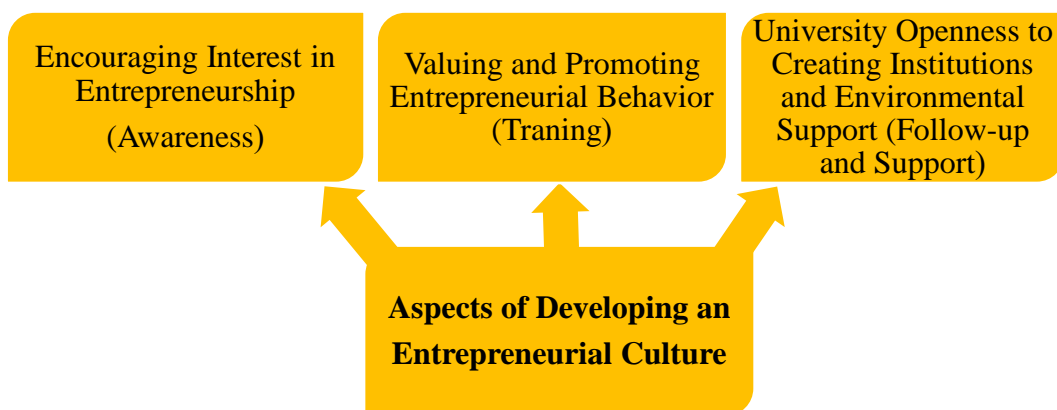 Encouraging Interest in
Entrepreneurship
(Awareness)
Valuing and Promoting
Entrepreneurial Behavior
(Traning)
University Openness to
Creating Institutions
and Environmental
Support (Follow-up
and Support)
Aspects of Developing an
Entrepreneurial Culture